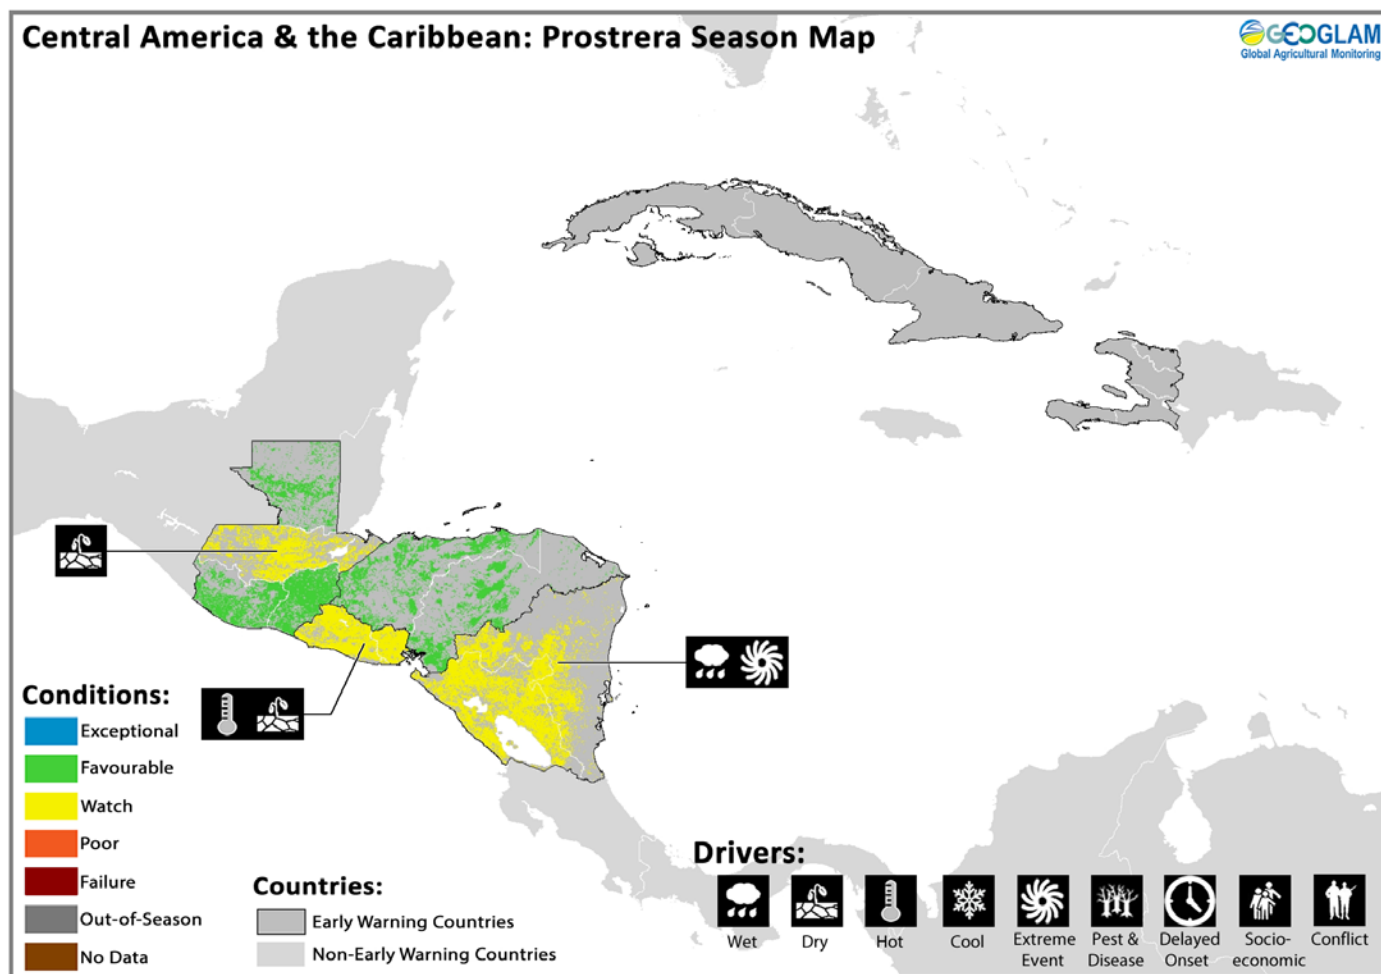 Central America & the Caribbean: Prostrera Season Map
GEOGLAM
Global Agricultural Monitoring
Conditions:
Exceptional
Favourable
Watch
Poor
Failure
Out-of-Season
No Data
Countries:
Early Warning Countries
Non-Early Warning Countries
Drivers:
Wet
Dry
Hot
Cool
Extreme
Event
Pest &
Disease
Delayed
Onset
Socio-
economic
Conflict